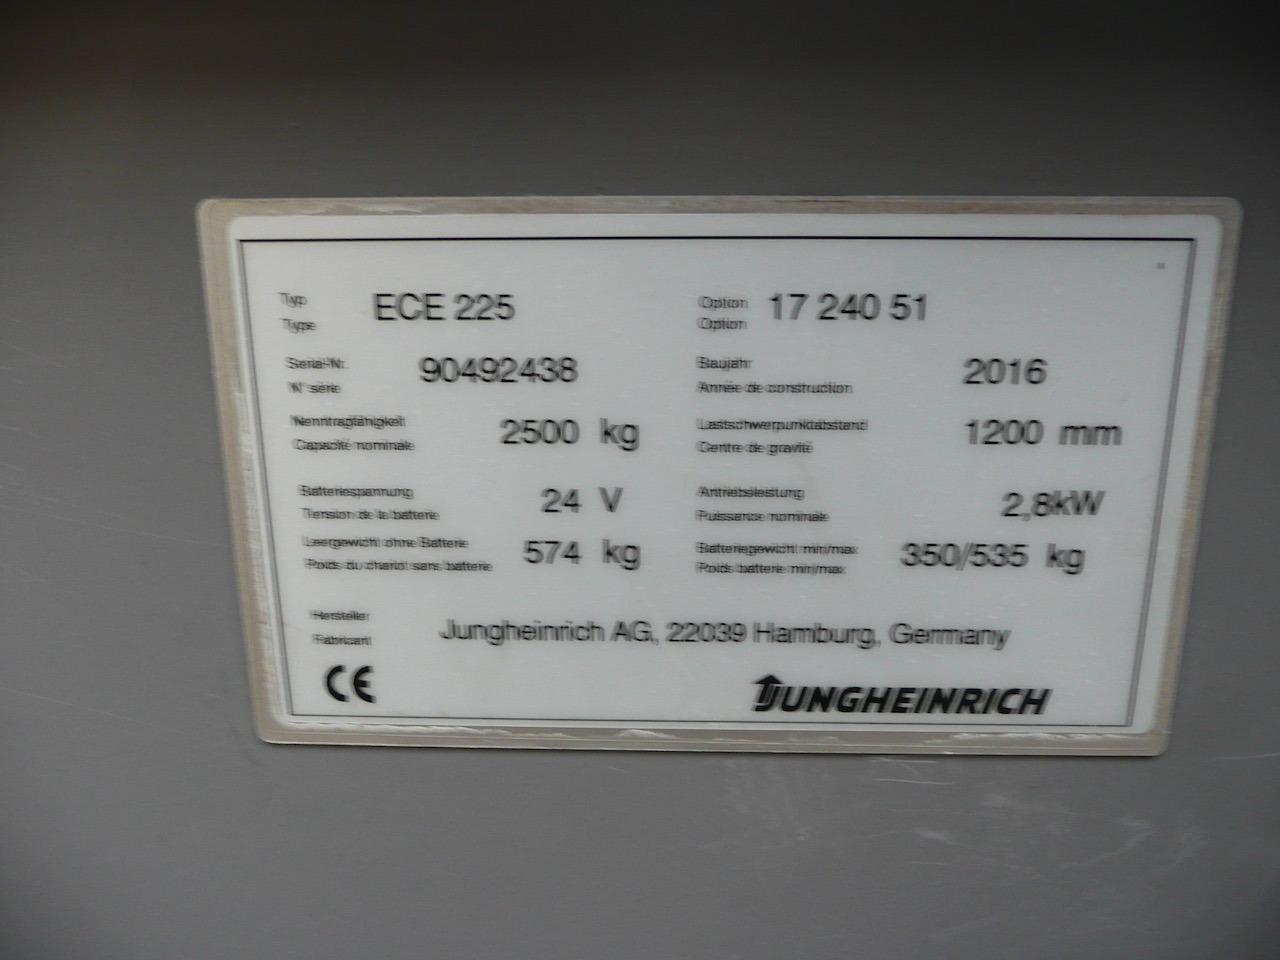 Typ ECE 225 Option 17 240 51
Type Option
Serial-Nr. 90492438 Baujahr 2016
N° série Année de construction
Nenntragfähigkeit 2500 kg Lastschwerpunktabstand 1200 mm
Capacité nominale Centre de gravité
Batteriespannung 24 V Antriebsleistung 2,8kW
Tension de la batterie Puissance nominale
Leergewicht ohne Batterie 574 kg Batteriegewicht min/max 350/535 kg
Poids du chariot sans batterie Poids batterie min/max
Hersteller Jungheinrich AG, 22039 Hamburg, Germany
Fabricant
CE JUNGHEINRICH